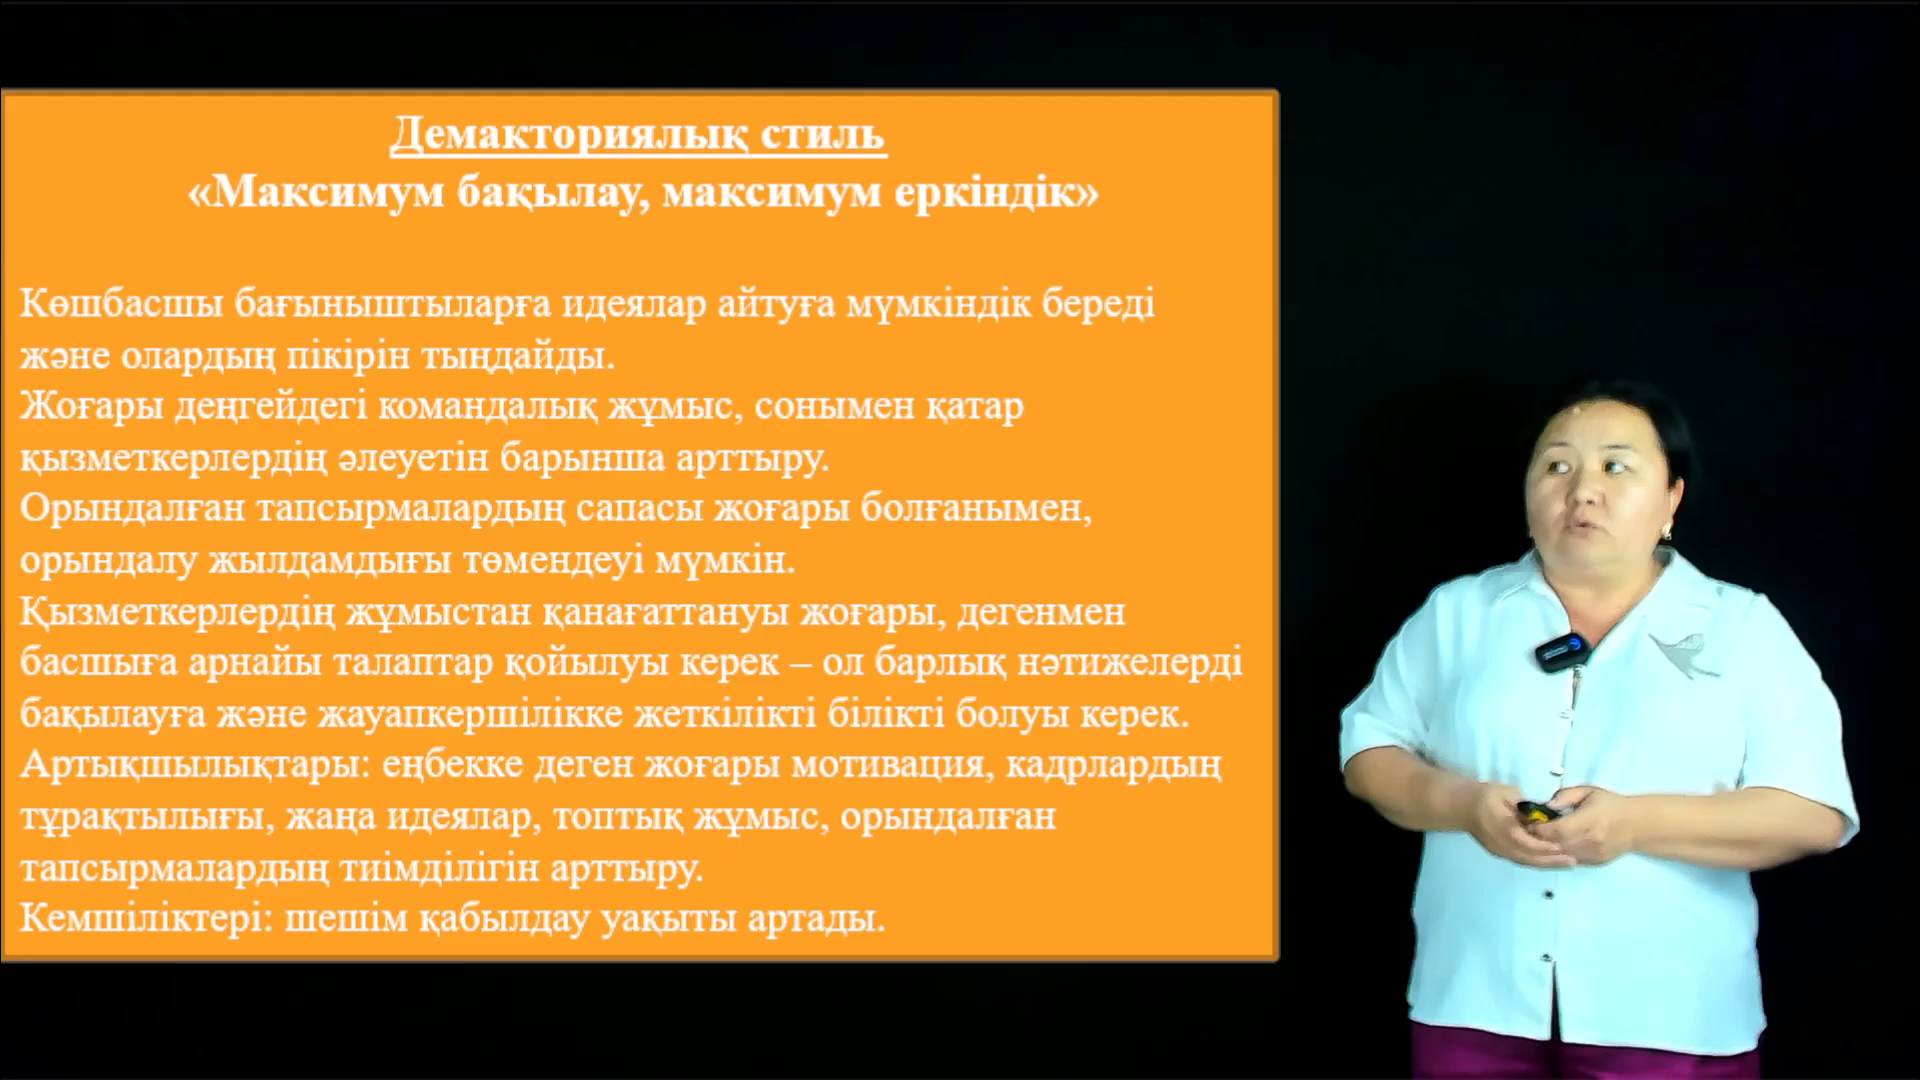 Демакториялық стиль
«Максимум бақылау, максимум еркіндік»
Көшбасшы бағыныштыларға идеялар айтуға мүмкіндік береді
және олардың пікірін тыңдайды.
Жоғары деңгейдегі командалық жұмыс, сонымен қатар
қызметкерлердің әлеуетін барынша арттыру.
Орындалған тапсырмалардың сапасы жоғары болғанымен,
орындалу жылдамдығы төмендеуі мүмкін.
Қызметкерлердің жұмыстан қанағаттануы жоғары, дегенмен
басшыға арнайы талаптар қойылуы керек – ол барлық нәтижелерді
бақылауға және жауапкершілікке жеткілікті білікті болуы керек.
Артықшылықтары: еңбекке деген жоғары мотивация, кадрлардың
тұрақтылығы, жаңа идеялар, топтық жұмыс, орындалған
тапсырмалардың тиімділігін арттыру.
Кемшіліктері: шешім қабылдау уақыты артады.